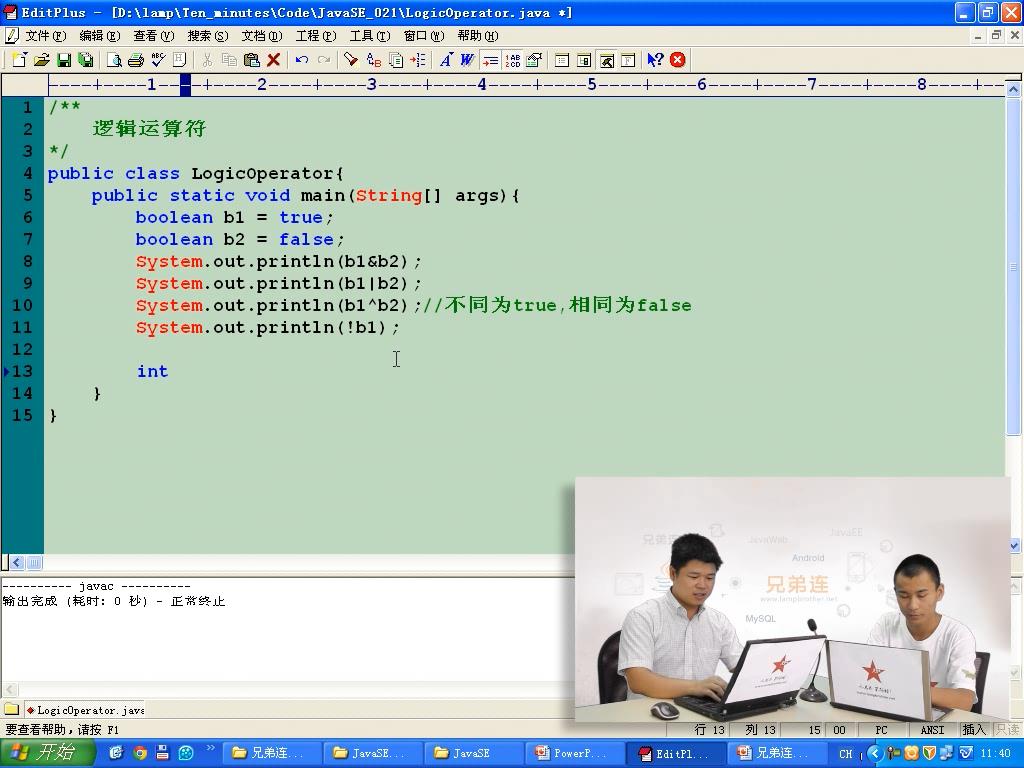 EditPlus - [D:\lamp\Ten_minutes\Code\JavaSE_021\LogicOperator.java *]
文件(F) 编辑(E) 查看(V) 搜索(S) 文档(D) 工程(P) 工具(T) 窗口(W) 帮助(H)
----+----1----+----2----+----3----+----4----+----5----+----6----+----7----+----8----+--
1 /**
2 逻辑运算符
3 */
4 public class LogicOperator{
5 public static void main(String[] args){
6 boolean b1 = true;
7 boolean b2 = false;
8 System.out.println(b1&b2);
9 System.out.println(b1|b2);
10 System.out.println(b1^b2);//不同为true,相同为false
11 System.out.println(!b1);
12
13 int
14 }
15 }
---------- javac ----------
输出完成 (耗时: 0 秒) - 正常终止
兄弟连 JavaWeb JavaEE
Android
兄弟连
www.lampbrother.net
MySQL
LogicOperator.java
要查看帮助，请按 F1
行 13 列 13 15 00 PC ANSI 插入 只读
开始 兄弟连... JavaSE... JavaSE PowerP... EditPl... 兄弟连... CH 11:40